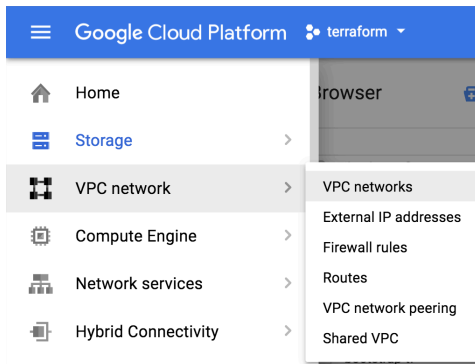 Google Cloud Platform
terraform
Home
Browser
Storage
VPC network
VPC networks
External IP addresses
Compute Engine
Firewall rules
Network services
Routes
VPC network peering
Hybrid Connectivity
Shared VPC